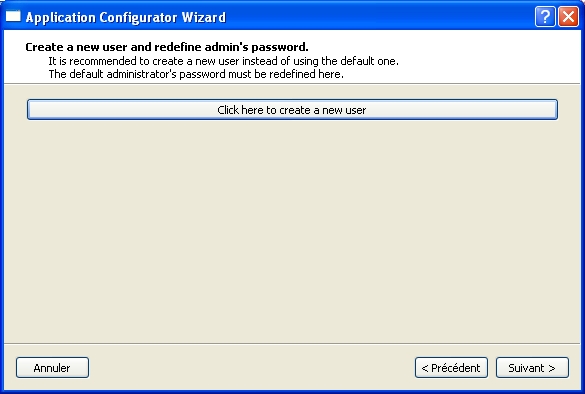 Application Configurator Wizard
Create a new user and redefine admin's password.
It is recommended to create a new user instead of using the default one.
The default administrator's password must be redefined here.
Click here to create a new user
Annuler
< Précédent
Suivant >